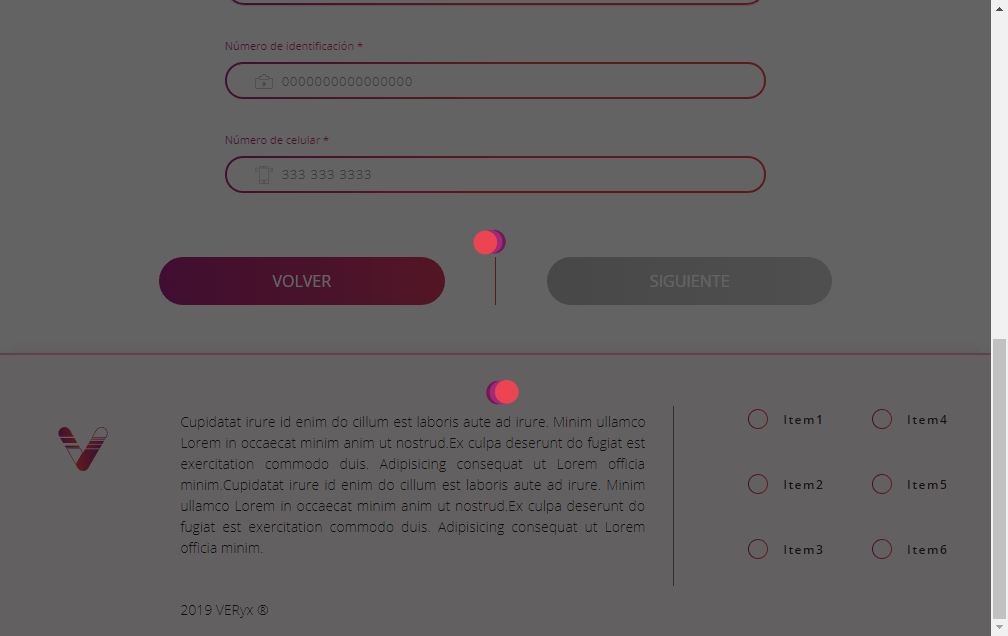 Número de identificación *
0000000000000000
Número de celular *
333 333 3333
VOLVER
SIGUIENTE
Cupidatat irure id enim do cillum est laboris aute ad irure. Minim ullamco
Lorem in occaecat minim anim ut nostrud.Ex culpa deserunt do fugiat est
exercitation commodo duis. Adipisicing consequat ut Lorem officia
minim.Cupidatat irure id enim do cillum est laboris aute ad irure. Minim
ullamco Lorem in occaecat minim anim ut nostrud.Ex culpa deserunt do
fugiat est exercitation commodo duis. Adipisicing consequat ut Lorem
officia minim.
2019 VERyx ®
Item1
Item4
Item2
Item5
Item3
Item6